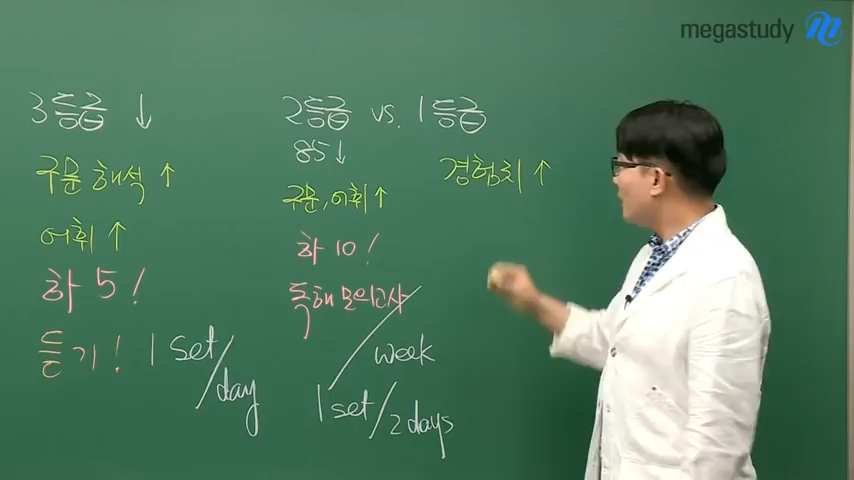 megastudy
3등급 ↓
구문 해석 ↑
어휘 ↑
하 5!
듣기! 1 set/day
2등급 vs. 1등급
85↓
구문, 어휘↑
하 10!
독해 모의고사/week
1 set/2 days
경험치 ↑